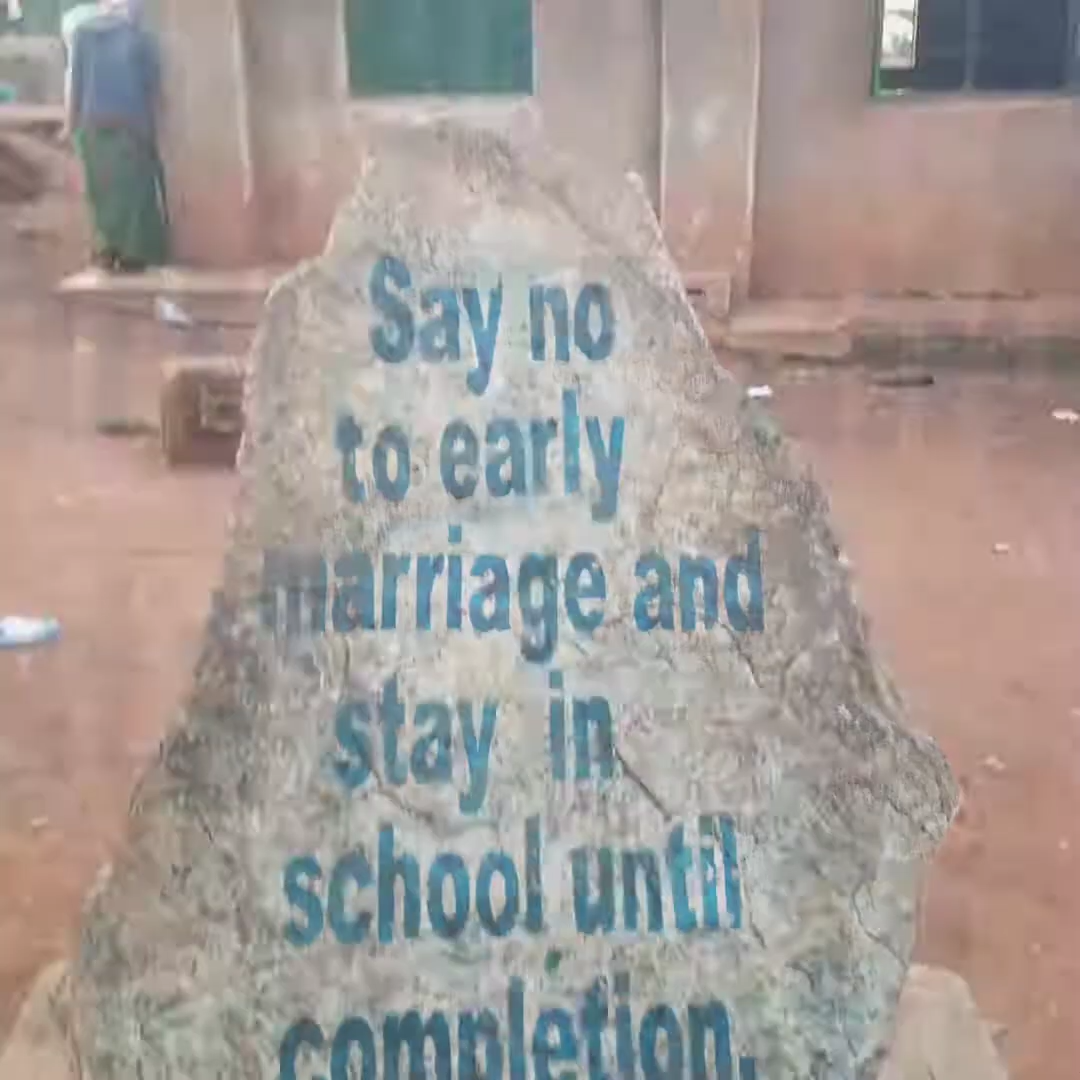 Say no
to early
marriage and
stay in
school until
completion.